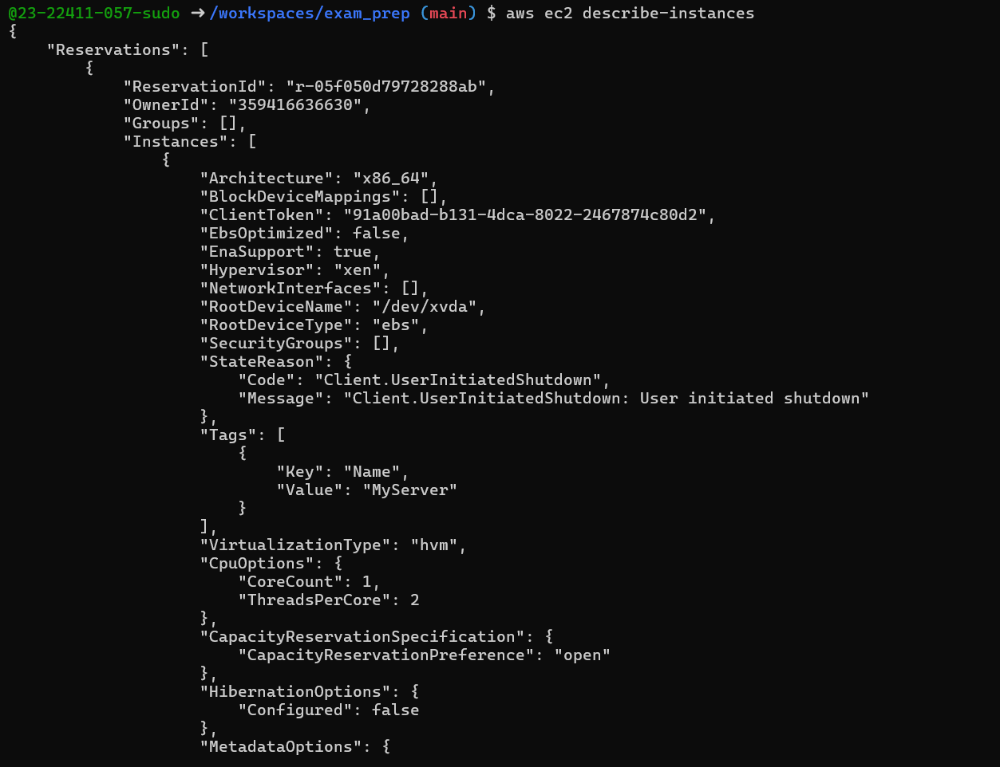 @23-22411-057-sudo ➜ /workspaces/exam_prep (main) $ aws ec2 describe-instances
{
    "Reservations": [
        {
            "ReservationId": "r-05f050d79728288ab",
            "OwnerId": "359416636630",
            "Groups": [],
            "Instances": [
                {
                    "Architecture": "x86_64",
                    "BlockDeviceMappings": [],
                    "ClientToken": "91a00bad-b131-4dca-8022-2467874c80d2",
                    "EbsOptimized": false,
                    "EnaSupport": true,
                    "Hypervisor": "xen",
                    "NetworkInterfaces": [],
                    "RootDeviceName": "/dev/xvda",
                    "RootDeviceType": "ebs",
                    "SecurityGroups": [],
                    "StateReason": {
                        "Code": "Client.UserInitiatedShutdown",
                        "Message": "Client.UserInitiatedShutdown: User initiated shutdown"
                    },
                    "Tags": [
                        {
                            "Key": "Name",
                            "Value": "MyServer"
                        }
                    ],
                    "VirtualizationType": "hvm",
                    "CpuOptions": {
                        "CoreCount": 1,
                        "ThreadsPerCore": 2
                    },
                    "CapacityReservationSpecification": {
                        "CapacityReservationPreference": "open"
                    },
                    "HibernationOptions": {
                        "Configured": false
                    },
                    "MetadataOptions": {